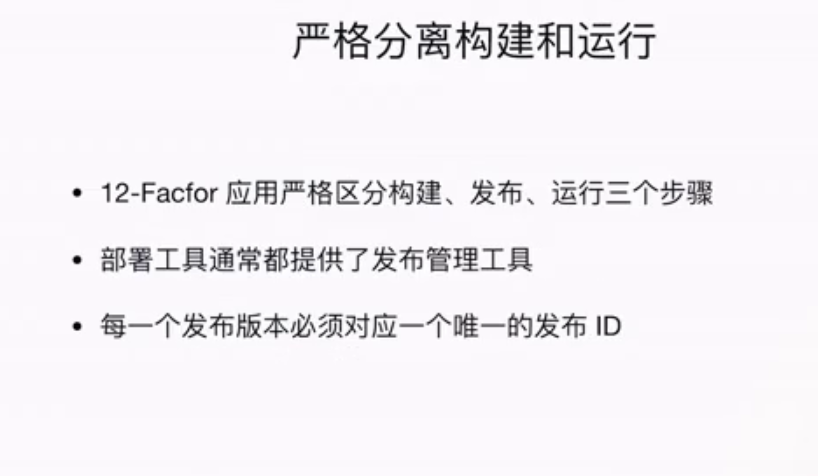 严格分离构建和运行
• 12-Facfor 应用严格区分构建、发布、运行三个步骤
• 部署工具通常都提供了发布管理工具
• 每一个发布版本必须对应一个唯一的发布 ID